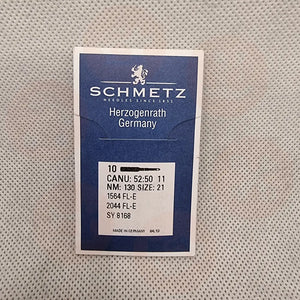 SCHMETZ
NEEDLES SINCE 1851
Herzogenrath
Germany
10
CANU: 52:50 11
NM: 130 SIZE: 21
1564 FL-E
2044 FL-E
SY 8168
MADE IN GERMANY